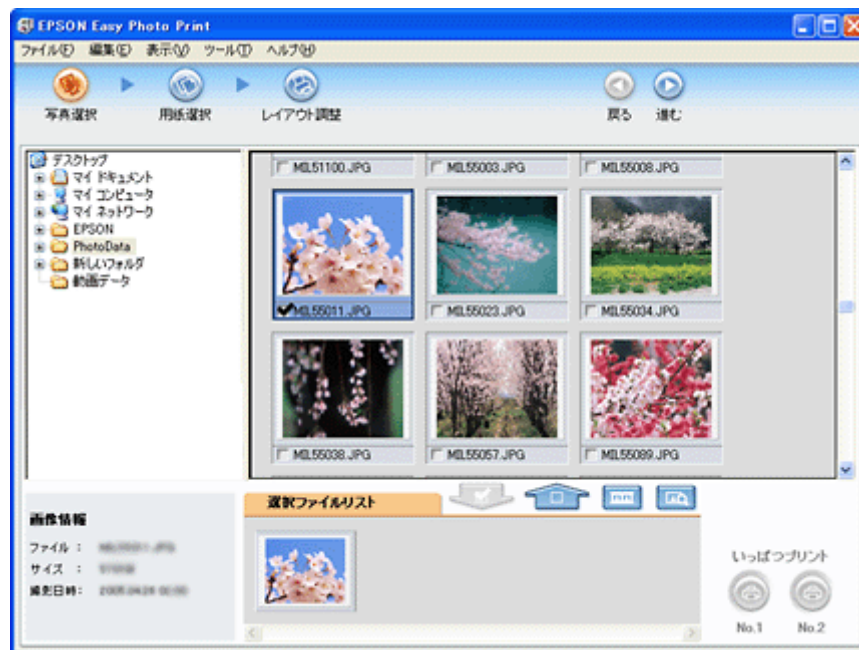 EPSON Easy Photo Print
ファイル(F) 編集(E) 表示(V) ツール(T) ヘルプ(H)
写真選択 用紙選択 レイアウト調整 戻る 進む
デスクトップ
マイ ドキュメント
マイ コンピュータ
マイ ネットワーク
EPSON
PhotoData
新しいフォルダ
動画データ
MIL51100.JPG MIL55003.JPG MIL55008.JPG
MIL55011.JPG MIL55023.JPG MIL55034.JPG
MIL55038.JPG MIL55057.JPG MIL55089.JPG
選択ファイルリスト
画像情報
ファイル :
サイズ :
撮影日時:
いっぱつプリント
No.1 No.2